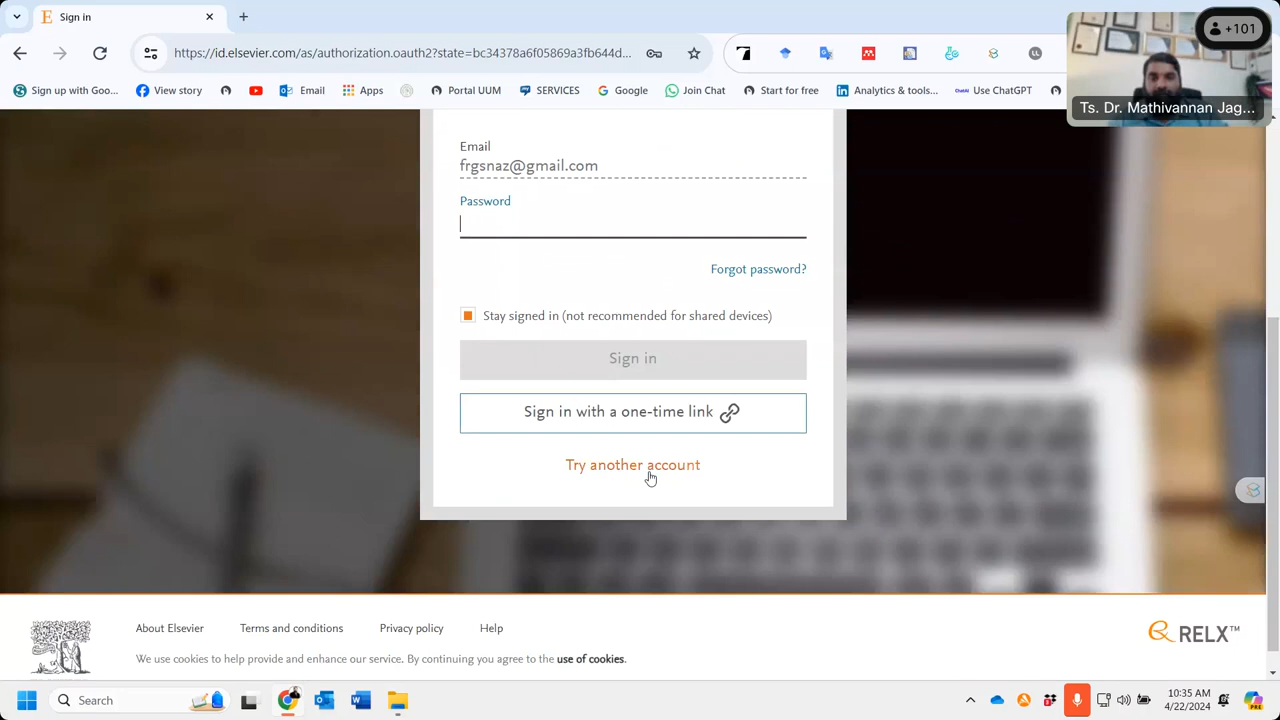 Sign in
+101
https://id.elsevier.com/as/authorization.oauth2?state=bc34378a6f05969a3fb644d...
Sign up with Goo...
View story
Email
Apps
Portal UUM
SERVICES
Google
Join Chat
Start for free
Analytics & tools...
Use ChatGPT
Ts. Dr. Mathivannan Jag...
Email
frgsnaz@gmail.com
Password
Forgot password?
Stay signed in (not recommended for shared devices)
Sign in
Sign in with a one-time link
Try another account
About Elsevier
Terms and conditions
Privacy policy
Help
RELX™
We use cookies to help provide and enhance our service. By continuing you agree to the use of cookies.
Search
10:35 AM
4/22/2024
PRE